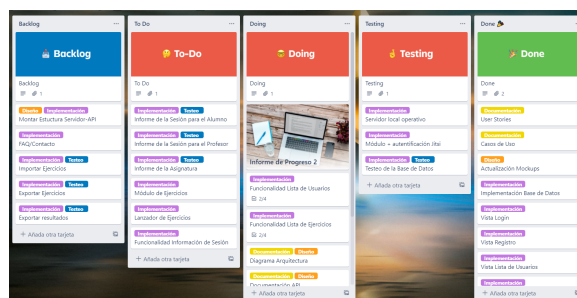 Backlog
Backlog
Backlog
1
Diseño Implementación
Montar Estuctura Servidor-API
Implementación
FAQ/Contacto
Implementación Testeo
Importar Ejercicios
Implementación Testeo
Exportar Ejercicios
Implementación Testeo
Exportar resultados
+ Añada otra tarjeta
To Do
To-Do
To Do
1
Implementación Testeo
Informe de la Sesión para el Alumno
Implementación Testeo
Informe de la Sesión para el Profesor
Implementación Testeo
Informe de la Asignatura
Implementación
Módulo de Ejercicios
Implementación
Lanzador de Ejercicios
Implementación
Funcionalidad Información de Sesión
+ Añada otra tarjeta
Doing
Doing
Doing
1
Informe de Progreso 2
Implementación
Funcionalidad Lista de Usuarios
2/4
Implementación
Funcionalidad Lista de Ejercicios
2/4
Documentación Diseño
Diagrama Arquitectura
Documentación Diseño
Documentación API
+ Añada otra tarjeta
Testing
Testing
Testing
1
Implementación
Servidor local operativo
Implementación
Módulo + autentificación Jitsi
Implementación Testeo
Testeo de la Base de Datos
+ Añada otra tarjeta
Done
Done
Done
2
Documentación
User Stories
Documentación
Casos de Uso
Diseño
Actualización Mockups
Implementación
Implementación Base de Datos
Implementación
Vista Login
Implementación
Vista Registro
Implementación
Vista Lista de Usuarios
Implementación
+ Añada otra tarjeta